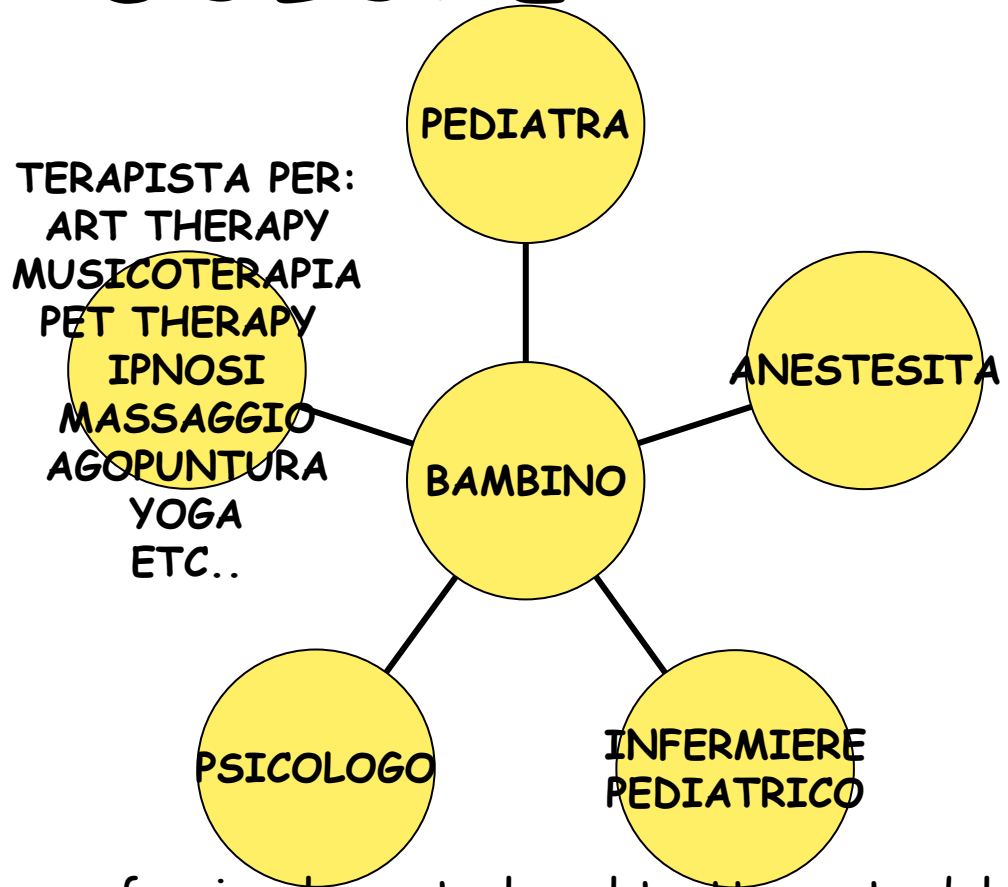 PEDIATRA
TERAPISTA PER:
ART THERAPY
MUSICOTERAPIA
PET THERAPY
IPNOSI
MASSAGGIO
AGOPUNTURA
YOGA
ETC..
ANESTESITA
BAMBINO
PSICOLOGO
INFERMIERE
PEDIATRICO